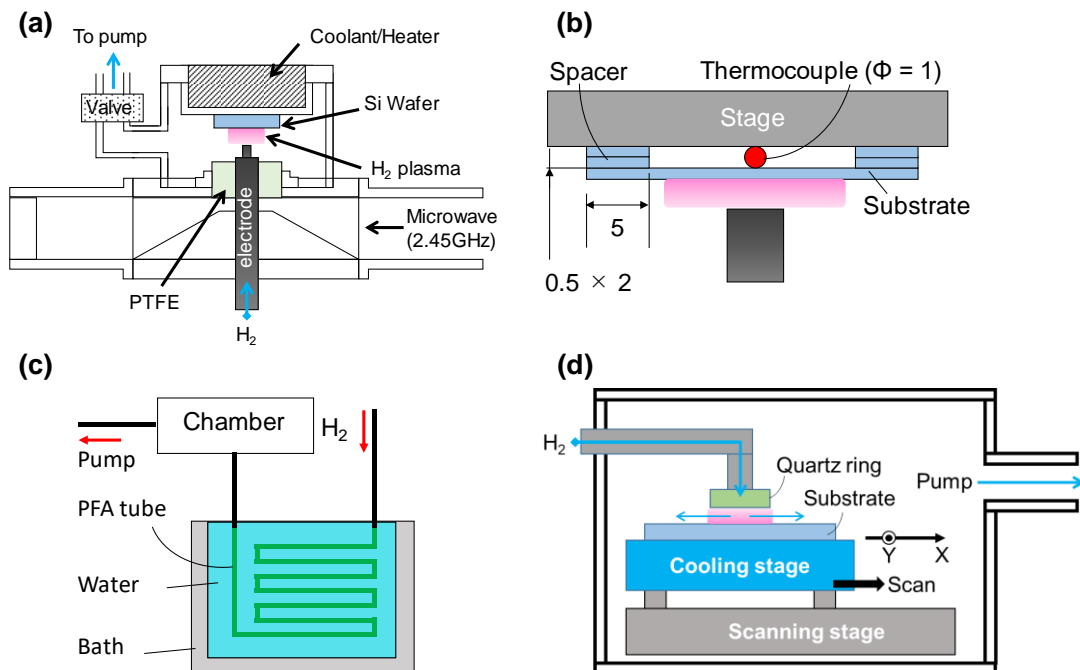 (a)
To pump
Valve
Coolant/Heater
Si Wafer
H₂ plasma
Microwave
(2.45GHz)
electrode
PTFE
H₂
(b)
Spacer
Thermocouple (Φ = 1)
Stage
Substrate
5
0.5 × 2
(c)
Chamber
H₂
Pump
PFA tube
Water
Bath
(d)
H₂
Quartz ring
Substrate
Pump
Y X
Cooling stage
Scan
Scanning stage